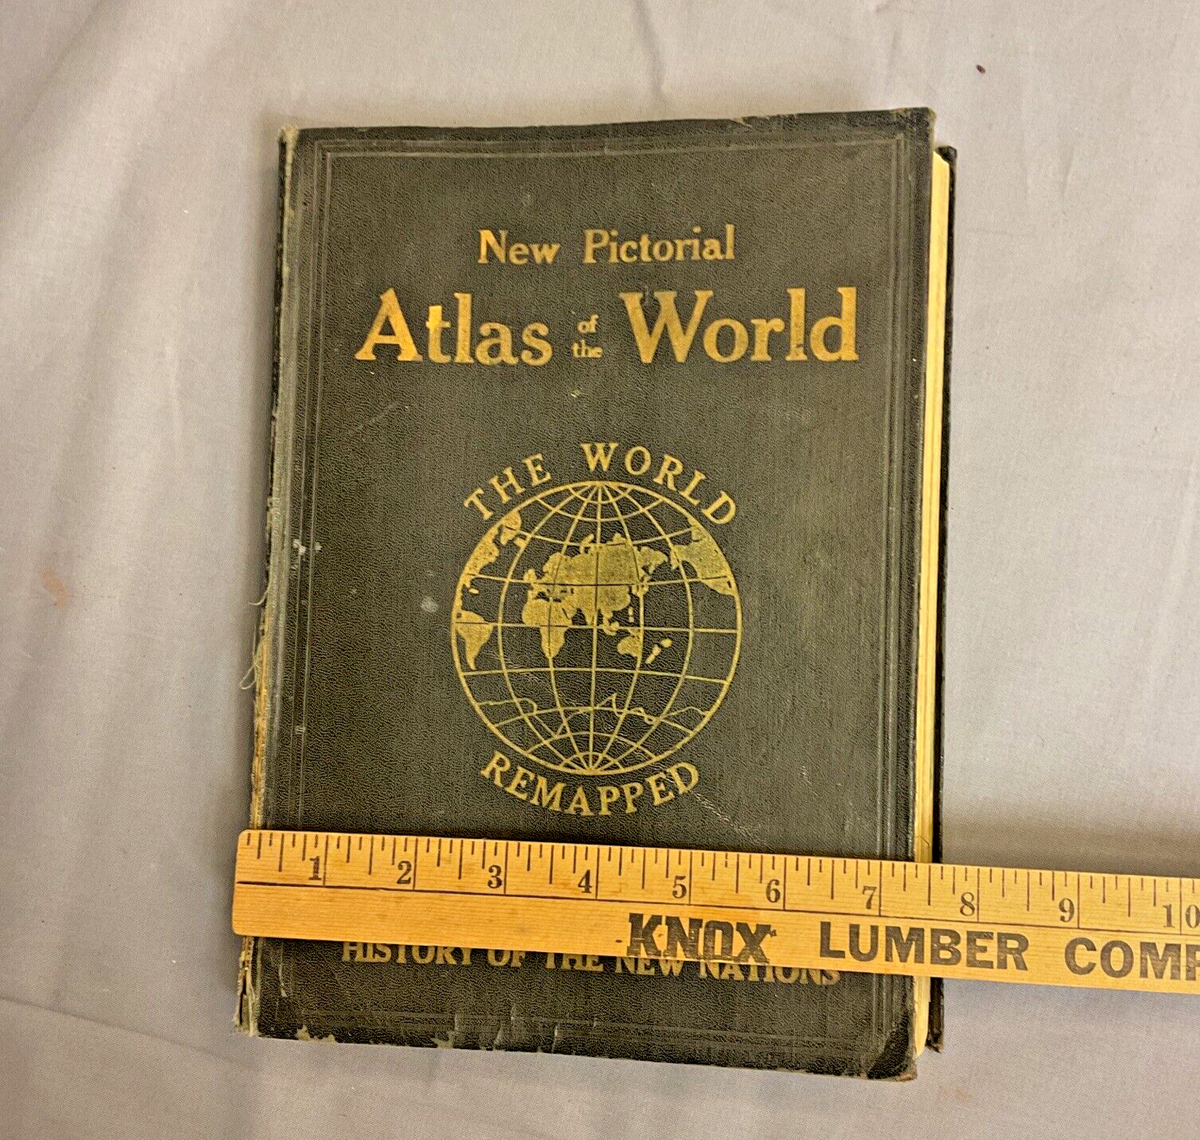 New Pictorial
Atlas of the World
THE WORLD
REMAPPED
1 2 3 4 5 6 7 8 9 10
KNOX LUMBER COMP
HISTORY OF THE NEW NATIONS